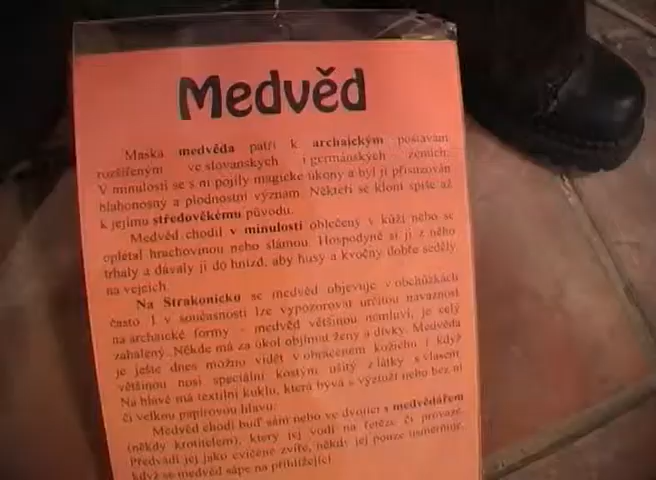 Medvěd
Maska medvěda patří k archaickým postavám
rozšířeným ve slovanských i germánských zemích.
V minulosti se s ní pojily magické úkony a byl jí přisuzován
blahonosný a plodnostní význam. Někteří se kloní spíše až
k jejímu středověkému původu.
Medvěd chodil v minulosti oblečený v kůži nebo se
oplétal hrachovinou nebo slámou. Hospodyně si ji z něho
trhaly a dávaly ji do hnízd, aby husy a kvočny dobře seděly
na vejcích.
Na Strakonicku se medvěd objevuje v obchůzkách
často. I v současnosti lze vypozorovat určitou návaznost
na archaické formy - medvěd většinou nemluví, je celý
zahalený. Někde má za úkol objímat ženy a dívky. Medvěda
je ještě dnes možno vidět v obráceném kožichu i když
většinou nosí speciální kostým ušitý z látky s vlasem.
Na hlavě má textilní kuklu, která bývá s výztuží nebo bez ní
či velkou papírovou hlavu.
Medvěd chodí buď sám nebo ve dvojici s medvědářem
(někdy krotitelem), který jej vodí na řetěze či provaze.
Předvádí jej jako cvičené zvíře, někdy jej pouze usměrňuje,
když se medvěd sápe na přihlížející